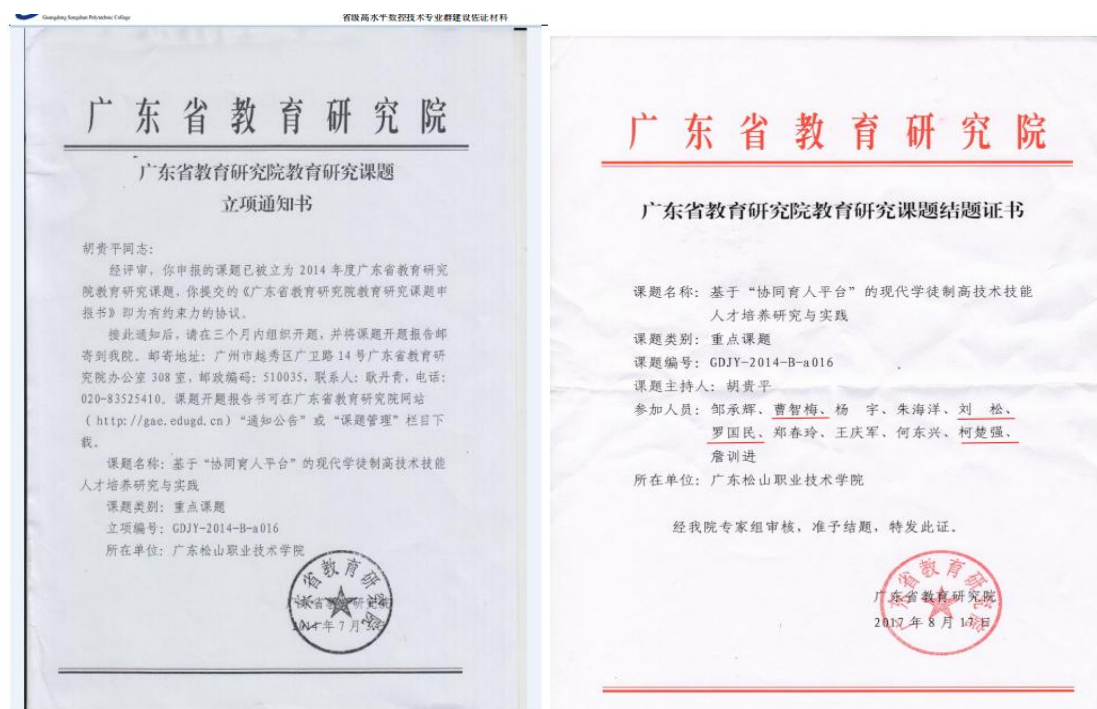 Guangdong Songshan Polytechnic College
省级高水平数控技术专业群建设佐证材料
广东省教育研究院
广东省教育研究院教育研究课题
立项通知书
胡贵平同志：
经评审，你申报的课题已被立为 2014 年度广东省教育研究
院教育研究课题，你提交的《广东省教育研究院教育研究课题申
报书》即为有约束力的协议。
接此通知后，请在三个月内组织开题，并将课题开题报告邮
寄到我院。邮寄地址：广州市越秀区广卫路 14 号广东省教育研
究院办公室 308 室，邮政编码：510035，联系人：耿丹青，电话：
020-83525410。课题开题报告书可在广东省教育研究院网站
（http://gae.edugd.cn）“通知公告”或“课题管理”栏目下
载。
课题名称：基于“协同育人平台”的现代学徒制高技术技能
人才培养研究与实践
课题类别：重点课题
立项编号：GDJY-2014-B-a016
所在单位：广东松山职业技术学院
广东省教育研究院
2014 年 7 月
广东省教育研究院
广东省教育研究院教育研究课题结题证书
课题名称：基于“协同育人平台”的现代学徒制高技术技能
人才培养研究与实践
课题类别：重点课题
课题编号：GDJY-2014-B-a016
课题主持人：胡贵平
参加人员：邹承辉、曹智梅、杨 宇、朱海洋、刘 松、
罗国民、郑春玲、王庆军、何东兴、柯楚强、
詹训进
所在单位：广东松山职业技术学院
经我院专家组审核，准予结题，特发此证。
广东省教育研究院
2017 年 8 月 17 日